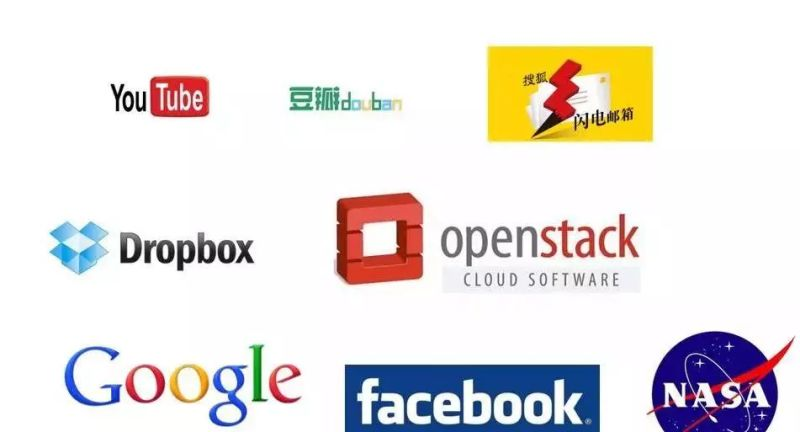 YouTube
豆瓣douban
搜狐
闪电邮箱
Dropbox
openstack
CLOUD SOFTWARE
Google
facebook®
NASA